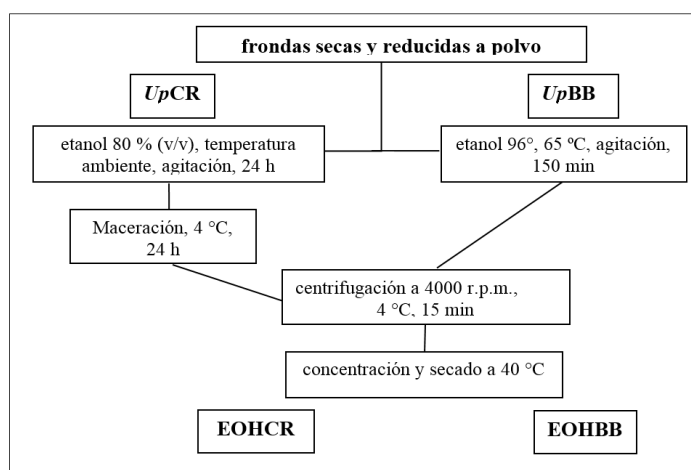 frondas secas y reducidas a polvo
UpCR
UpBB
etanol 80 % (v/v), temperatura
ambiente, agitación, 24 h
etanol 96°, 65 ºC, agitación,
150 min
Maceración, 4 °C,
24 h
centrifugación a 4000 r.p.m.,
4 °C, 15 min
concentración y secado a 40 °C
EOHCR
EOHBB